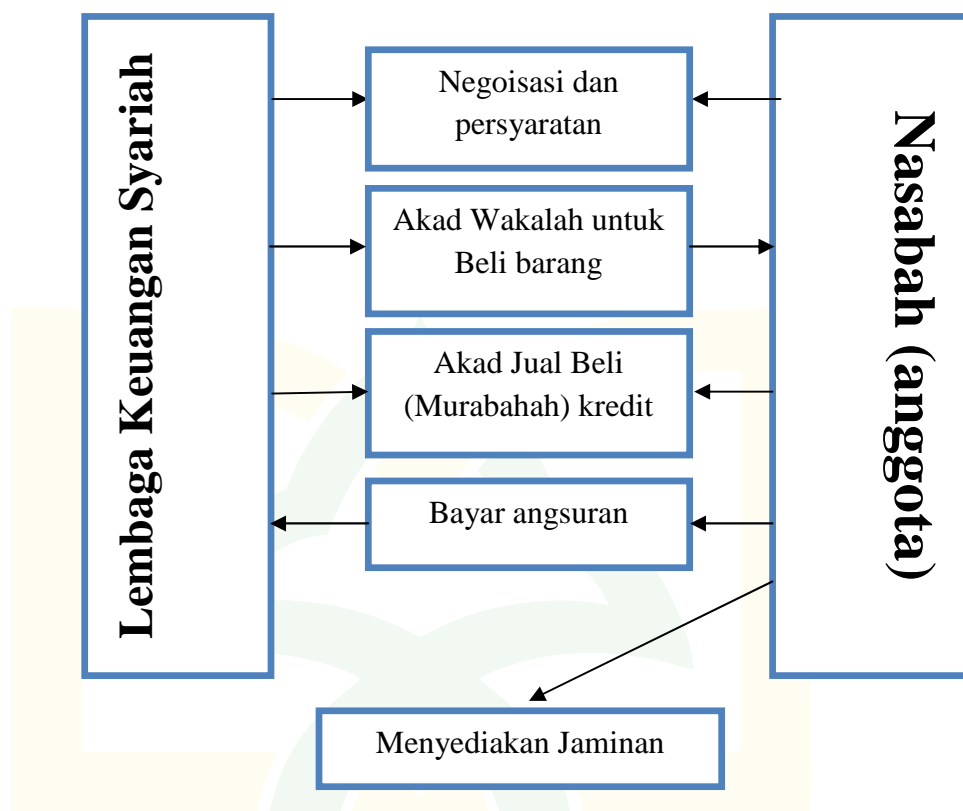 Lembaga Keuangan Syariah
Negoisasi dan
persyaratan
Akad Wakalah untuk
Beli barang
Akad Jual Beli
(Murabahah) kredit
Bayar angsuran
Menyediakan Jaminan
Nasabah (anggota)